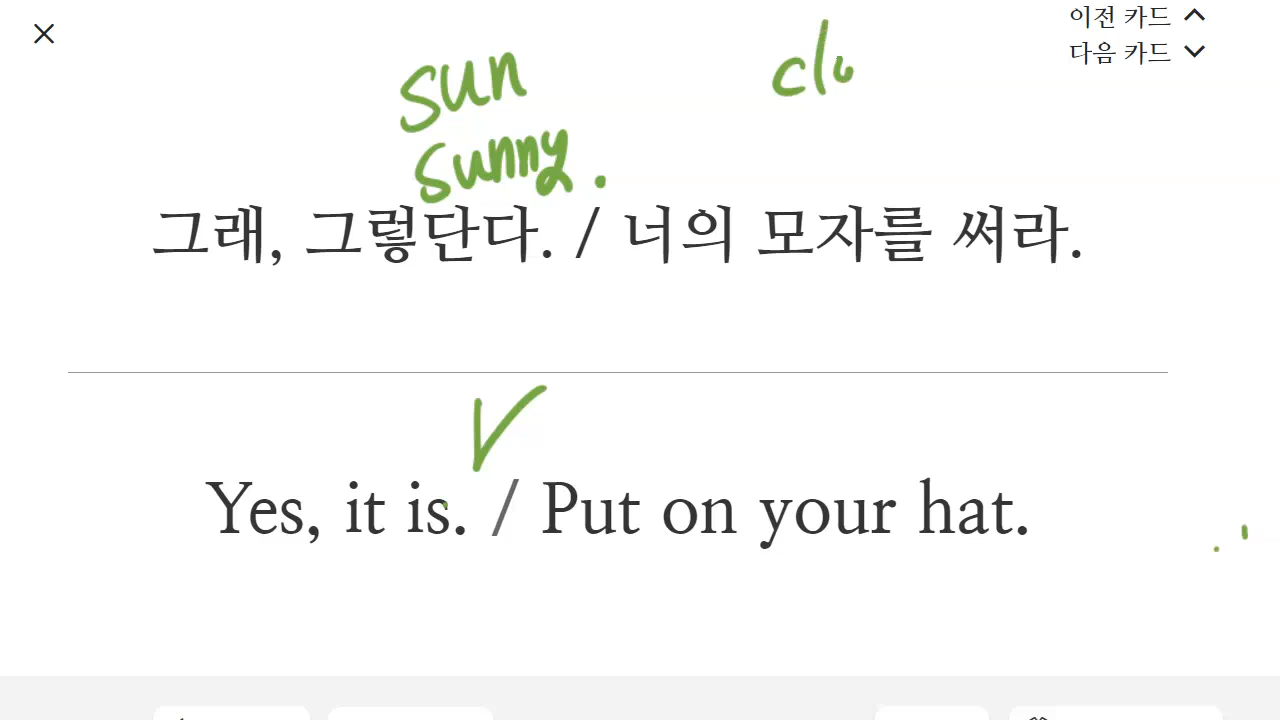 이전 카드
다음 카드
sun
sunny.
그래, 그렇단다. / 너의 모자를 써라.
Yes, it is. / Put on your hat.